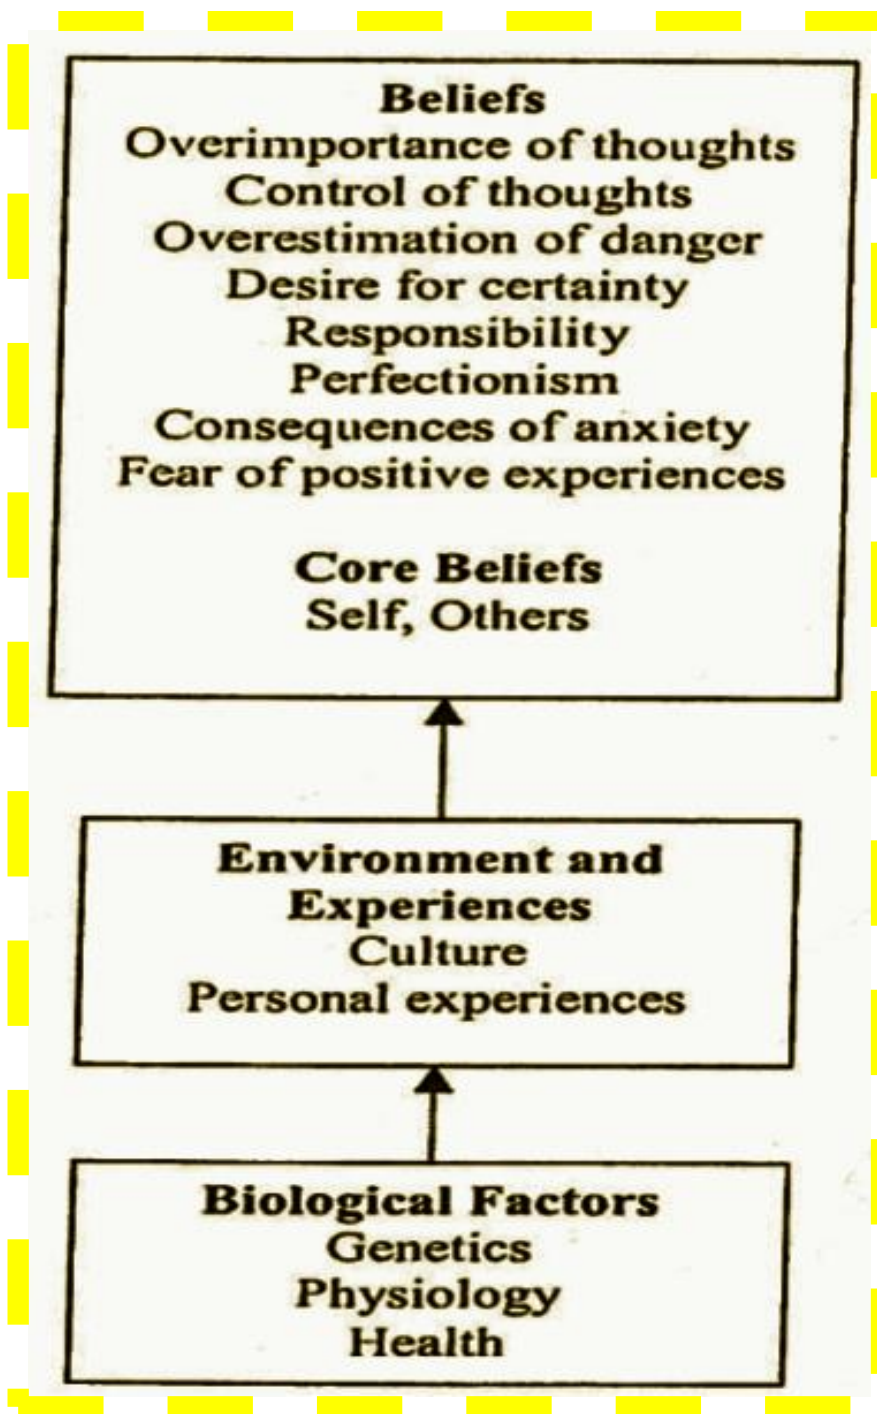 Beliefs
Overimportance of thoughts
Control of thoughts
Overestimation of danger
Desire for certainty
Responsibility
Perfectionism
Consequences of anxiety
Fear of positive experiences
Core Beliefs
Self, Others
Environment and
Experiences
Culture
Personal experiences
Biological Factors
Genetics
Physiology
Health